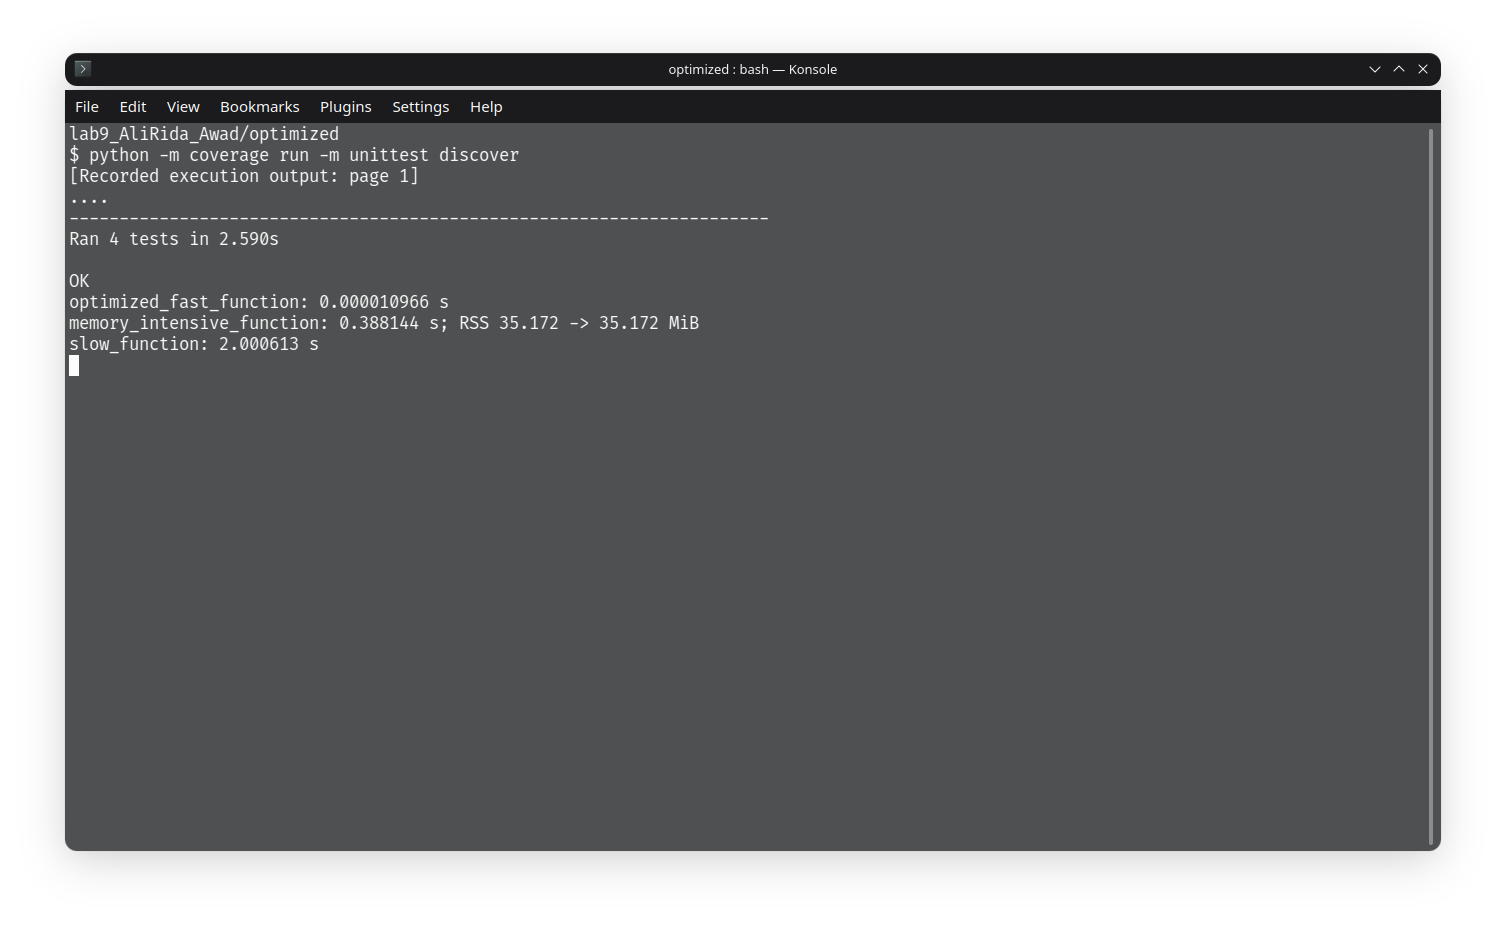 optimized : bash — Konsole
File Edit View Bookmarks Plugins Settings Help
lab9_AliRida_Awad/optimized
$ python -m coverage run -m unittest discover
[Recorded execution output: page 1]
....
----------------------------------------------------------------------
Ran 4 tests in 2.590s
OK
optimized_fast_function: 0.000010966 s
memory_intensive_function: 0.388144 s; RSS 35.172 -> 35.172 MiB
slow_function: 2.000613 s